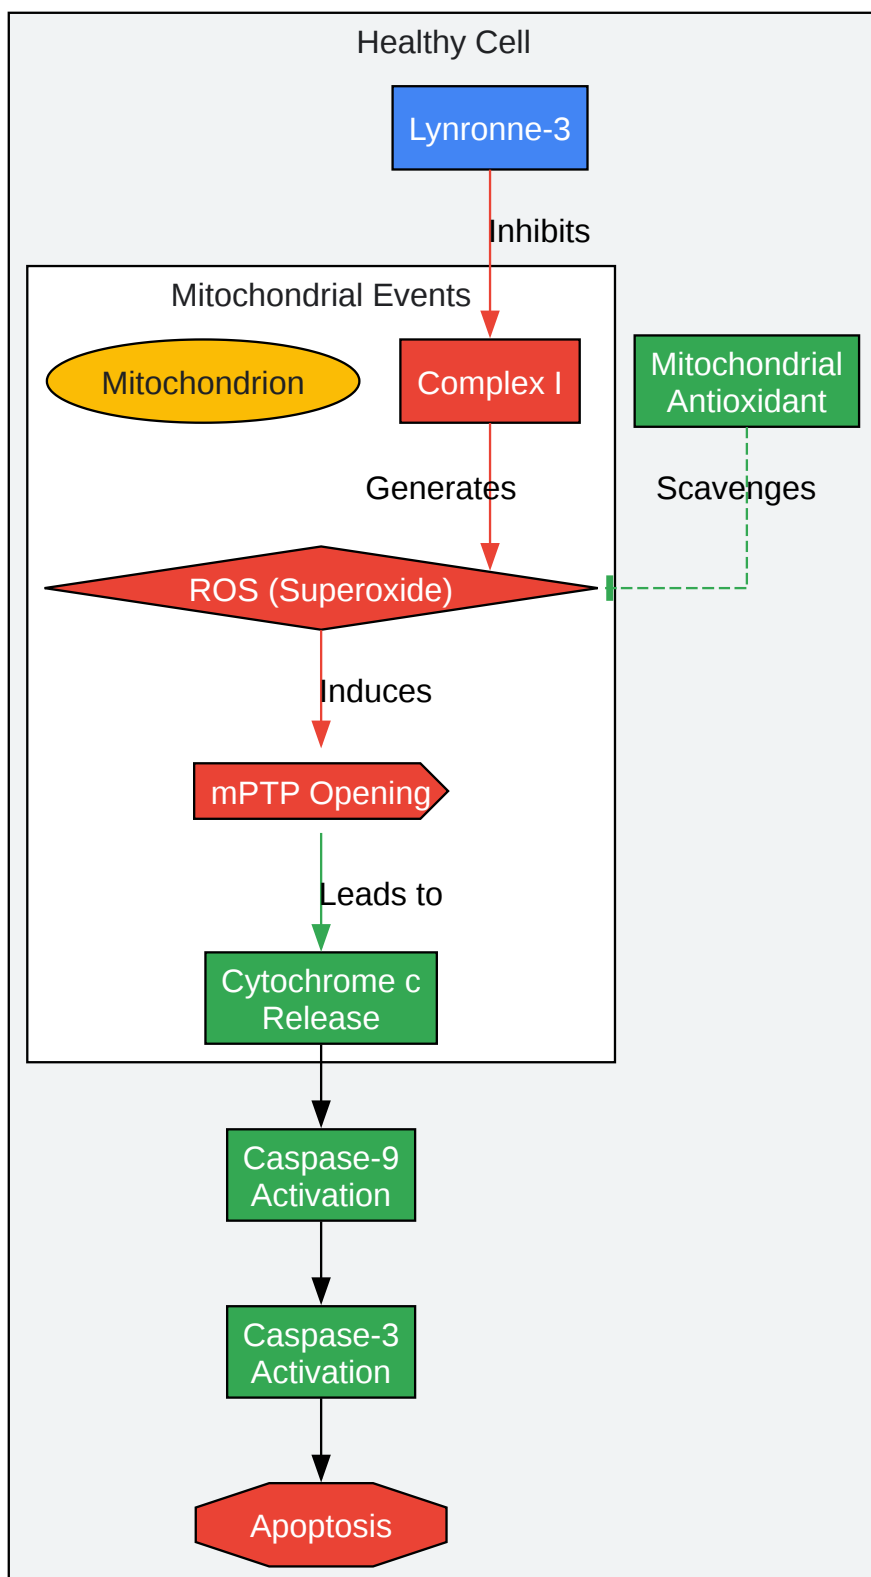 Healthy Cell
Lynronne-3
Inhibits
Mitochondrial Events
Mitochondrion
Complex I
Mitochondrial
Antioxidant
Generates
Scavenges
ROS (Superoxide)
Induces
mPTP Opening
Leads to
Cytochrome c
Release
Caspase-9
Activation
Caspase-3
Activation
Apoptosis